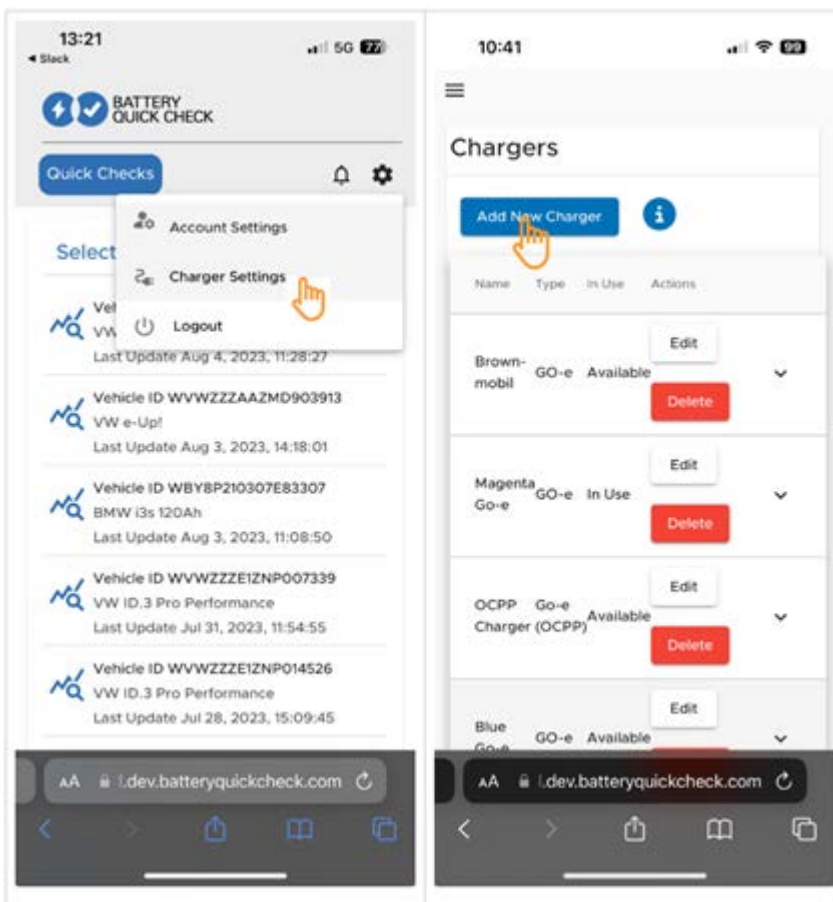 13:21
Slack
5G 77
BATTERY
QUICK CHECK
Quick Checks
Account Settings
Select
Charger Settings
Logout
VW
Last Update Aug 4, 2023, 11:28:27
Vehicle ID WVWZZZAAZMD903913
VW e-Up!
Last Update Aug 3, 2023, 14:18:01
Vehicle ID WBY8P210307E83307
BMW i3s 120Ah
Last Update Aug 3, 2023, 11:08:50
Vehicle ID WVWZZZE1ZNP007339
VW ID.3 Pro Performance
Last Update Jul 31, 2023, 11:54:55
Vehicle ID WVWZZZE1ZNP014526
VW ID.3 Pro Performance
Last Update Jul 28, 2023, 15:09:45
AA l.dev.batteryquickcheck.com
10:41
99
Chargers
Add New Charger i
Name Type In Use Actions
Edit
Brown-
mobil GO-e Available
Delete
Edit
Magenta
Go-e GO-e In Use
Delete
Edit
OCPP Go-e
Charger (OCPP) Available
Delete
Edit
Blue
Go-e GO-e Available
AA l.dev.batteryquickcheck.com